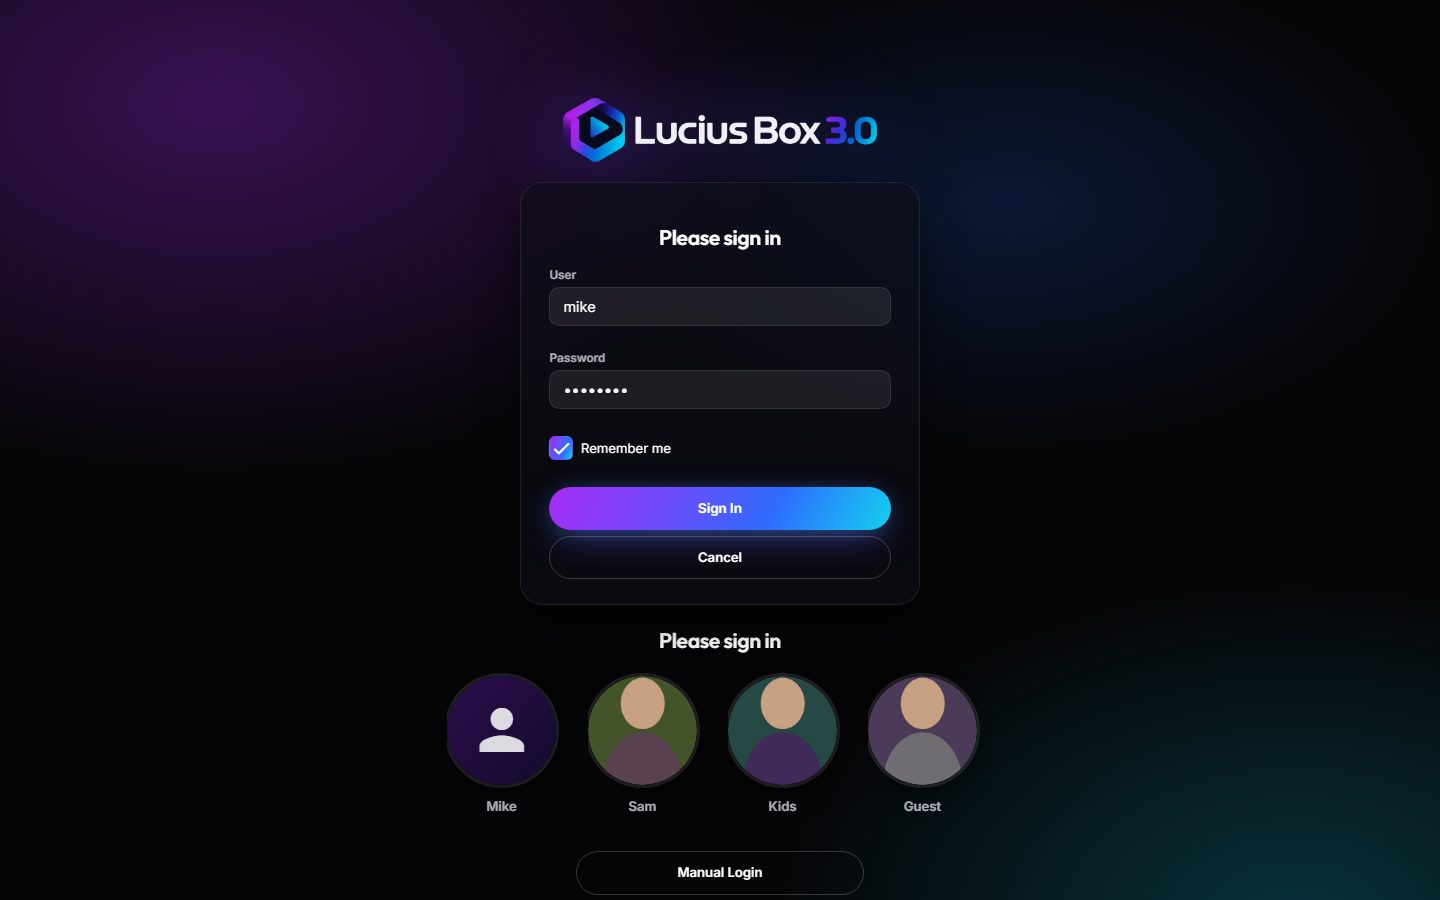 Lucius Box 3.0
Please sign in
User
mike
Password
••••••••
Remember me
Sign In
Cancel
Please sign in
Mike
Sam
Kids
Guest
Manual Login